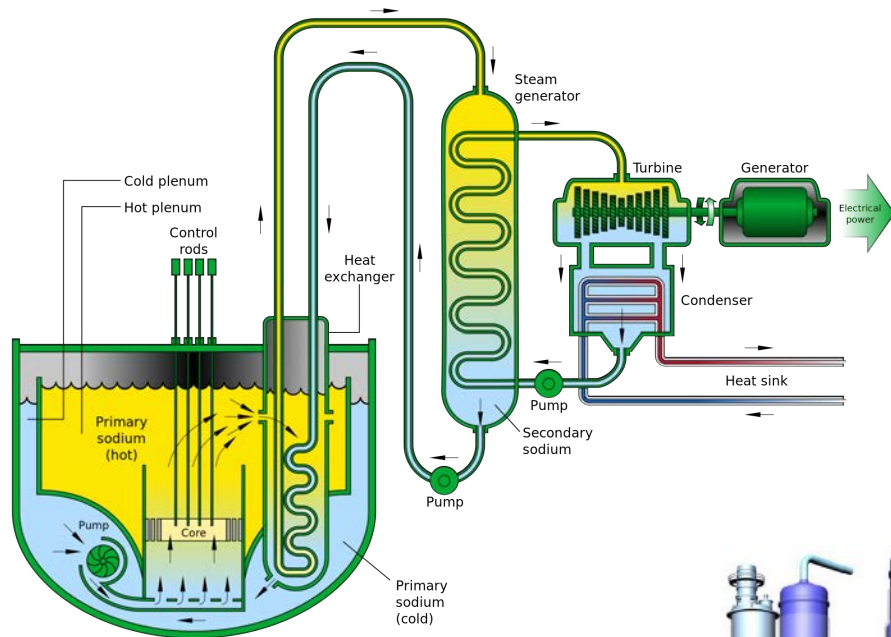 Steam
generator
Turbine
Generator
Cold plenum
Hot plenum
Electrical
power
Control
rods
Heat
exchanger
Condenser
Heat sink
Pump
Primary
sodium
(hot)
Secondary
sodium
Pump
Pump
Core
Primary
sodium
(cold)